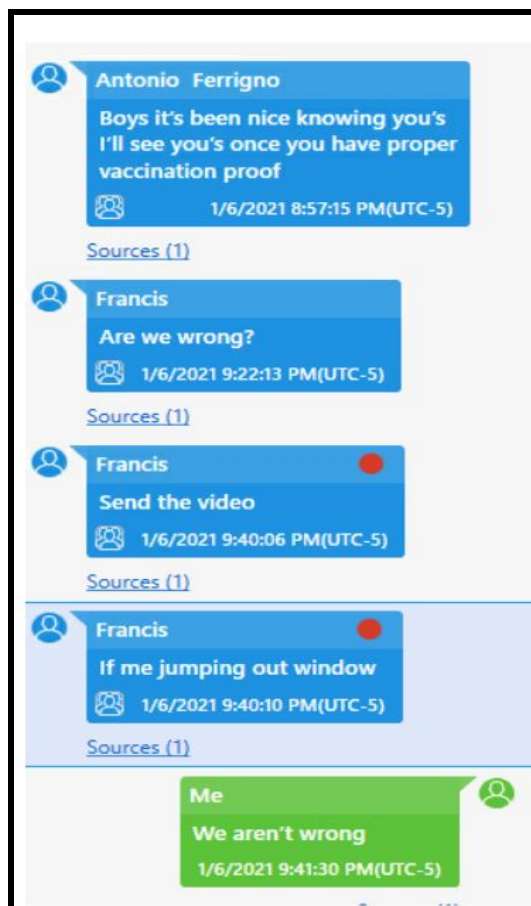 Antonio Ferrigno
Boys it's been nice knowing you's
I'll see you's once you have proper
vaccination proof
1/6/2021 8:57:15 PM(UTC-5)
Sources (1)
Francis
Are we wrong?
1/6/2021 9:22:13 PM(UTC-5)
Sources (1)
Francis
Send the video
1/6/2021 9:40:06 PM(UTC-5)
Sources (1)
Francis
If me jumping out window
1/6/2021 9:40:10 PM(UTC-5)
Sources (1)
Me
We aren't wrong
1/6/2021 9:41:30 PM(UTC-5)